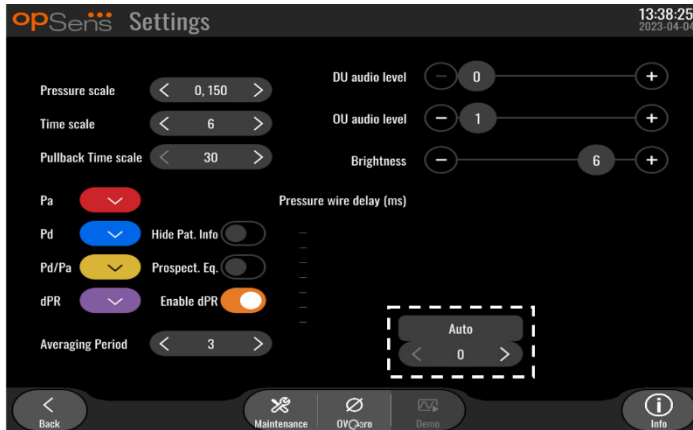 opSens Settings
13:38:25
2023-04-04
Pressure scale 0, 150
Time scale 6
Pullback Time scale 30
DU audio level 0
OU audio level 1
Brightness 6
Pa
Pd Hide Pat. Info
Pd/Pa Prospect. Eq.
dPR Enable dPR
Averaging Period 3
Pressure wire delay (ms)
Auto
0
Back
Maintenance
Demo
Info